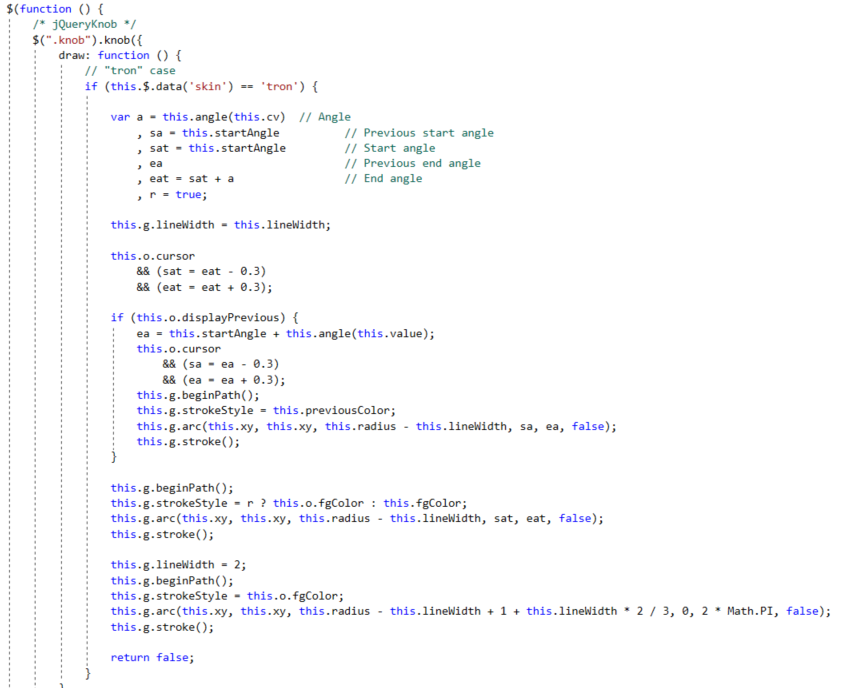 $(function () {
    /* jQueryKnob */
    $(".knob").knob({
        draw: function () {
            // "tron" case
            if (this.$.data('skin') == 'tron') {

                var a = this.angle(this.cv)  // Angle
                    , sa = this.startAngle          // Previous start angle
                    , sat = this.startAngle         // Start angle
                    , ea                            // Previous end angle
                    , eat = sat + a                 // End angle
                    , r = true;

                this.g.lineWidth = this.lineWidth;

                this.o.cursor
                    && (sat = eat - 0.3)
                    && (eat = eat + 0.3);

                if (this.o.displayPrevious) {
                    ea = this.startAngle + this.angle(this.value);
                    this.o.cursor
                        && (sa = ea - 0.3)
                        && (ea = ea + 0.3);
                    this.g.beginPath();
                    this.g.strokeStyle = this.previousColor;
                    this.g.arc(this.xy, this.xy, this.radius - this.lineWidth, sa, ea, false);
                    this.g.stroke();
                }

                this.g.beginPath();
                this.g.strokeStyle = r ? this.o.fgColor : this.fgColor;
                this.g.arc(this.xy, this.xy, this.radius - this.lineWidth, sat, eat, false);
                this.g.stroke();

                this.g.lineWidth = 2;
                this.g.beginPath();
                this.g.strokeStyle = this.o.fgColor;
                this.g.arc(this.xy, this.xy, this.radius - this.lineWidth + 1 + this.lineWidth * 2 / 3, 0, 2 * Math.PI, false);
                this.g.stroke();

                return false;
            }
        }